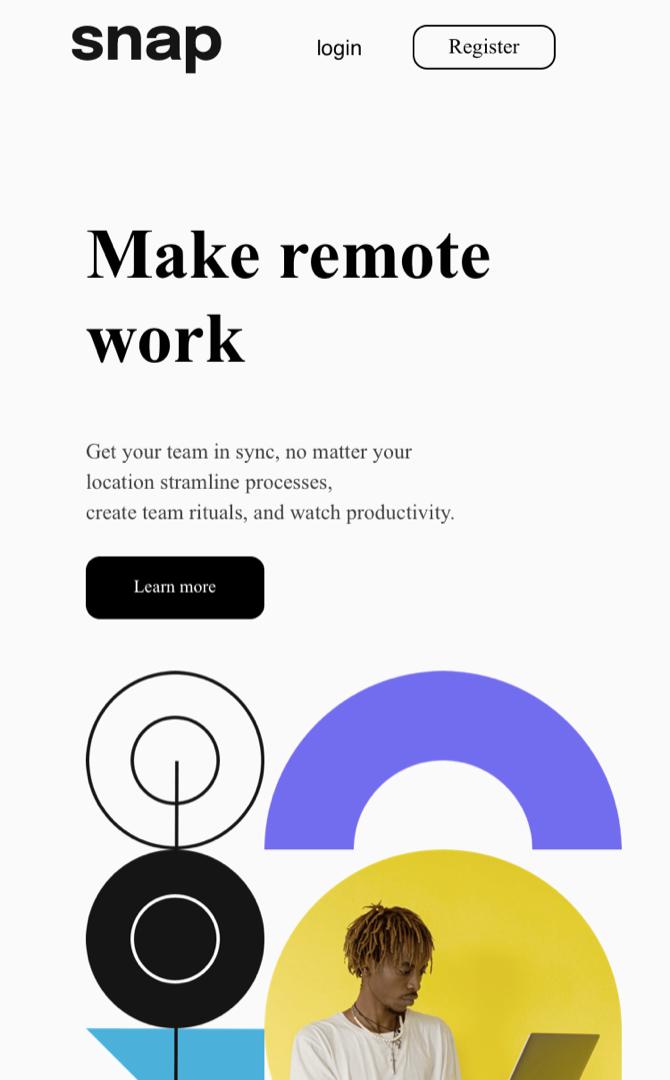 snap
login
Register
Make remote
work
Get your team in sync, no matter your
location stramline processes,
create team rituals, and watch productivity.
Learn more